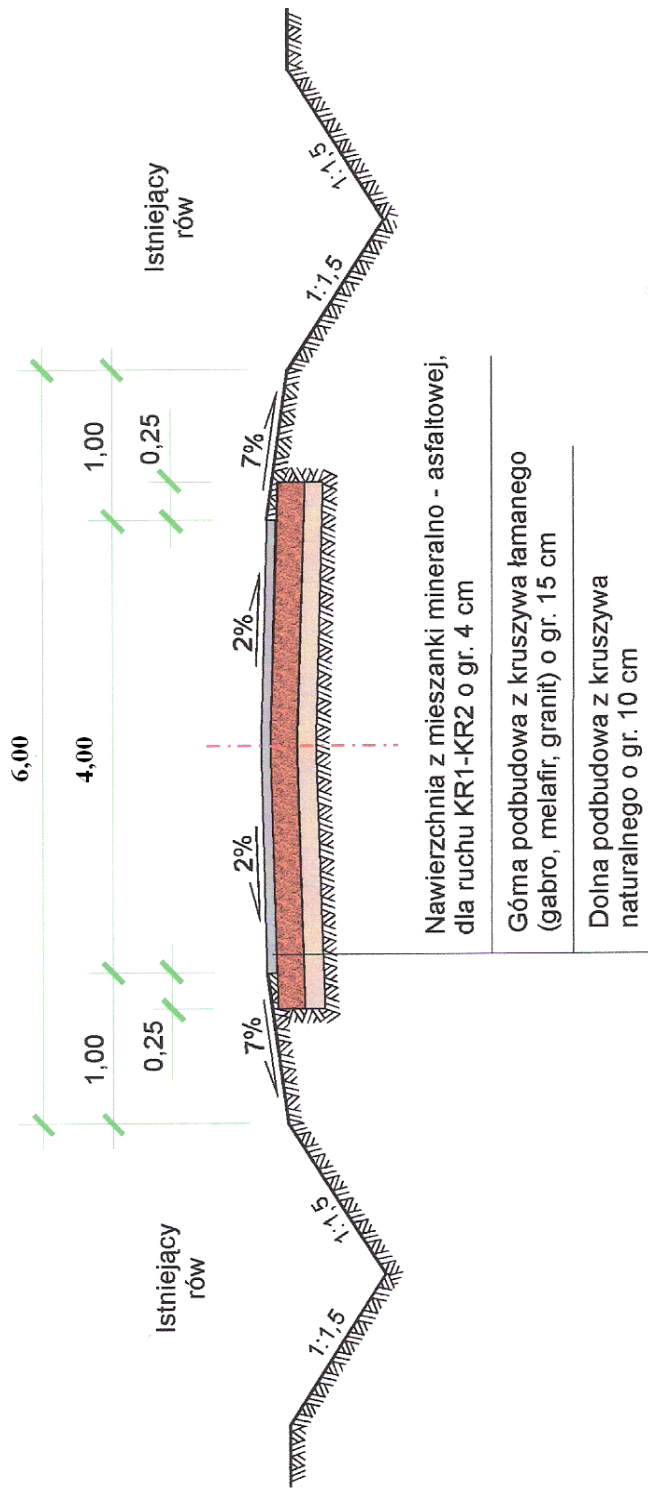 6,00
1,00
4,00
1,00
0,25
0,25
Istniejący
rów
Istniejący
rów
1:1,5
1:1,5
7%
2%
2%
7%
1:1,5
1:1,5
Nawierzchnia z mieszanki mineralno - asfaltowej,
dla ruchu KR1-KR2 o gr. 4 cm
Górna podbudowa z kruszywa łamanego
(gabro, melafir, granit) o gr. 15 cm
Dolna podbudowa z kruszywa
naturalnego o gr. 10 cm